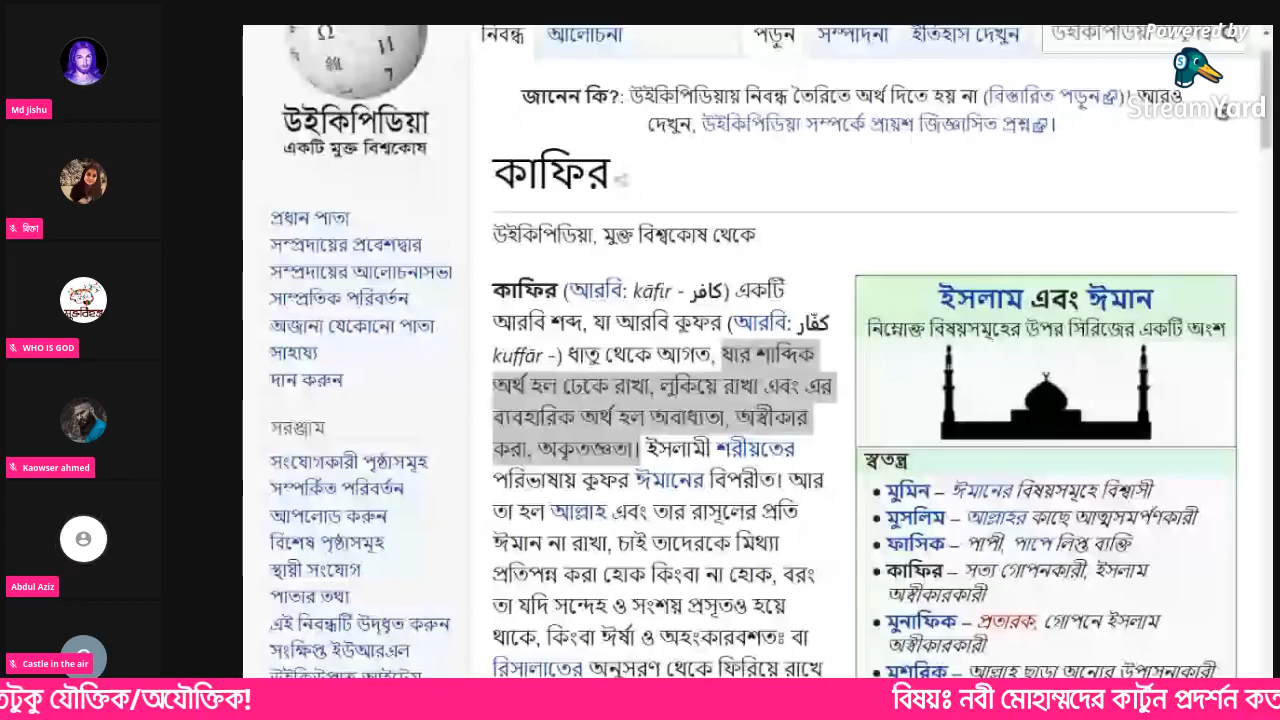 Md Jishu
রিক্তা
WHO IS GOD
Kaowser ahmed
Abdul Aziz
Castle in the air
উইকিপিডিয়া
একটি মুক্ত বিশ্বকোষ
প্রধান পাতা
সম্প্রদায়ের প্রবেশদ্বার
সম্প্রদায়ের আলোচনাসভা
সাম্প্রতিক পরিবর্তন
অজানা যেকোনো পাতা
সাহায্য
দান করুন
সরঞ্জাম
সংযোগকারী পৃষ্ঠাসমূহ
সম্পর্কিত পরিবর্তন
আপলোড করুন
বিশেষ পৃষ্ঠাসমূহ
স্থায়ী সংযোগ
পাতার তথ্য
এই নিবন্ধটি উদ্ধৃত করুন
সংক্ষিপ্ত ইউআরএল
নিবন্ধ আলোচনা পড়ুন সম্পাদনা ইতিহাস দেখুন
Powered by
StreamYard
জানেন কি?: উইকিপিডিয়ায় নিবন্ধ তৈরিতে অর্থ দিতে হয় না (বিস্তারিত পড়ুন)! আরও
দেখুন, উইকিপিডিয়া সম্পর্কে প্রায়শ জিজ্ঞাসিত প্রশ্ন।
কাফির
উইকিপিডিয়া, মুক্ত বিশ্বকোষ থেকে
কাফির (আরবি: kāfir - كافر) একটি
আরবি শব্দ, যা আরবি কুফর (আরবি: كفّار
kuffār -) ধাতু থেকে আগত, যার শাব্দিক
অর্থ হল ঢেকে রাখা, লুকিয়ে রাখা এবং এর
ব্যবহারিক অর্থ হল অবাধ্যতা, অস্বীকার
করা, অকৃতজ্ঞতা। ইসলামী শরীয়তের
পরিভাষায় কুফর ঈমানের বিপরীত। আর
তা হল আল্লাহ এবং তার রাসূলের প্রতি
ঈমান না রাখা, চাই তাদেরকে মিথ্যা
প্রতিপন্ন করা হোক কিংবা না হোক, বরং
তা যদি সন্দেহ ও সংশয় প্রসূতও হয়ে
থাকে, কিংবা ঈর্ষা ও অহংকারবশতঃ বা
রিসালাতের অনুসরণ থেকে ফিরিয়ে রাখে
ইসলাম এবং ঈমান
নিম্নোক্ত বিষয়সমূহের উপর সিরিজের একটি অংশ
স্বতন্ত্র
• মুমিন – ঈমানের বিষয়সমূহে বিশ্বাসী
• মুসলিম – আল্লাহর কাছে আত্মসমর্পণকারী
• ফাসিক – পাপী, পাপে লিপ্ত ব্যক্তি
• কাফির – সত্য গোপনকারী, ইসলাম
অস্বীকারকারী
• মুনাফিক – প্রতারক, গোপনে ইসলাম
অস্বীকারকারী
• মুশরিক – আল্লাহ ছাড়া অন্যের উপাসনাকারী
তটুকু যৌক্তিক/অযৌক্তিক! বিষয়ঃ নবী মোহাম্মদের কার্টুন প্রদর্শন কত